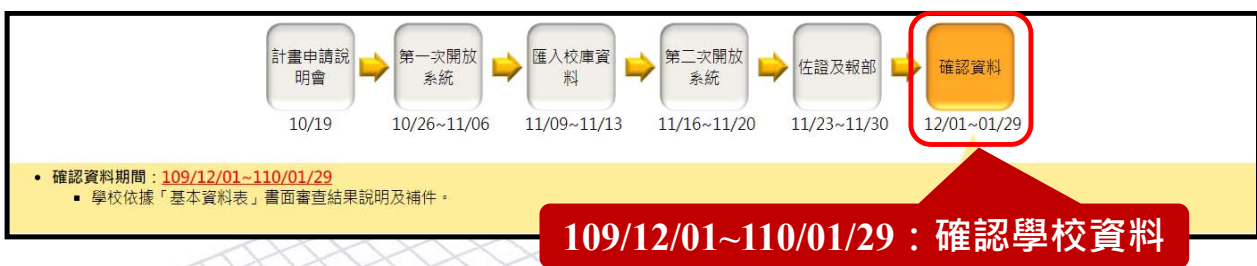 計畫申請說
明會
10/19
第一次開放
系統
10/26~11/06
匯入校庫資
料
11/09~11/13
第二次開放
系統
11/16~11/20
佐證及報部
11/23~11/30
確認資料
12/01~01/29
• 確認資料期間：109/12/01~110/01/29
▪ 學校依據「基本資料表」書面審查結果說明及補件。
109/12/01~110/01/29：確認學校資料